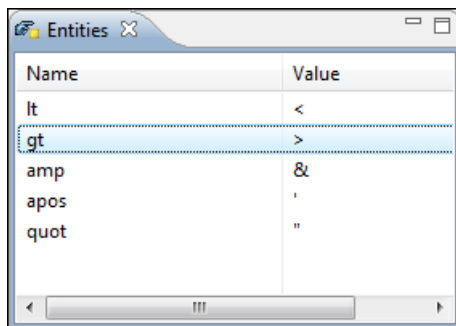 Entities
Name Value
lt <
gt >
amp &
apos '
quot "